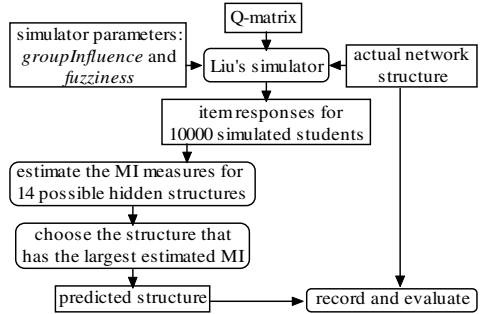 Q-matrix
simulator parameters:
groupInfluence and
fuzziness
Liu's simulator
actual network
structure
item responses for
10000 simulated students
estimate the MI measures for
14 possible hidden structures
choose the structure that
has the largest estimated MI
predicted structure
record and evaluate